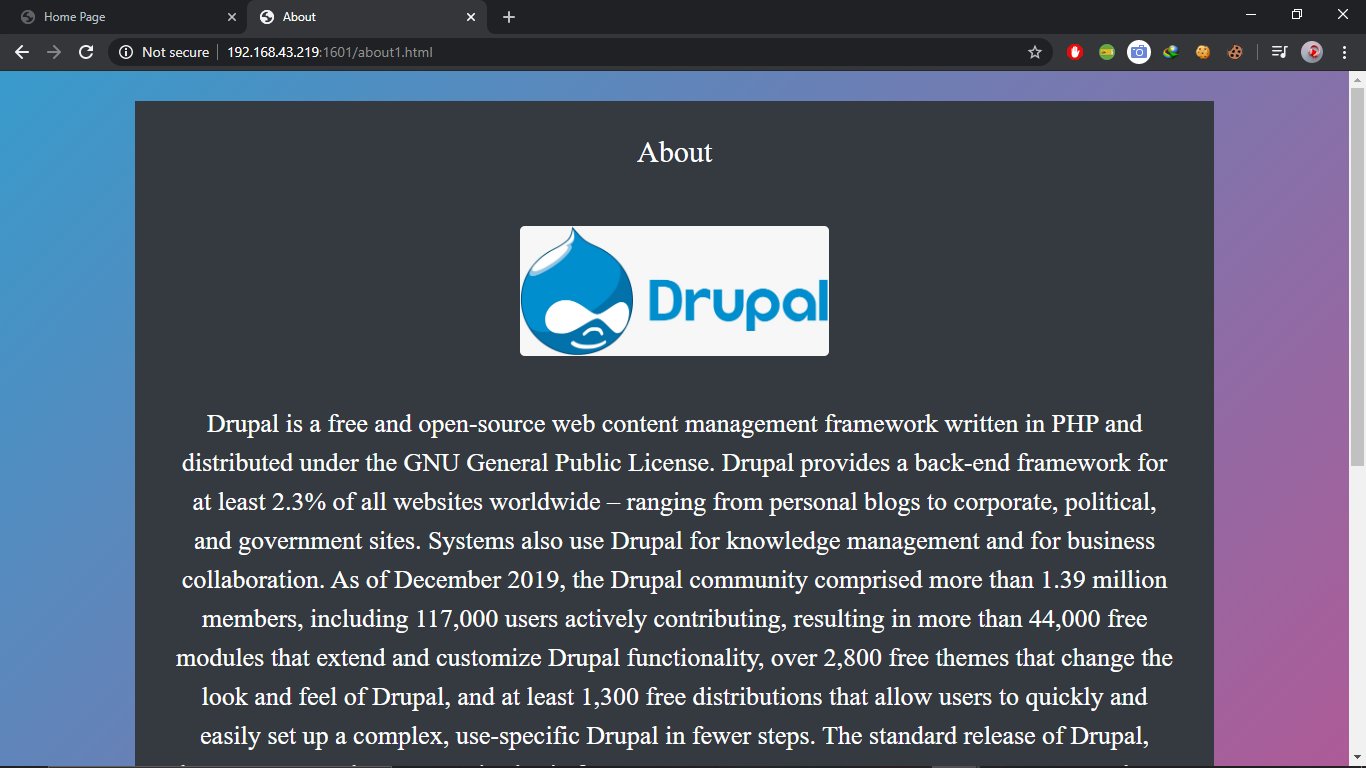 Home Page
About
Not secure
192.168.43.219:1601/about1.html
About
Drupal
Drupal is a free and open-source web content management framework written in PHP and
distributed under the GNU General Public License. Drupal provides a back-end framework for
at least 2.3% of all websites worldwide – ranging from personal blogs to corporate, political,
and government sites. Systems also use Drupal for knowledge management and for business
collaboration. As of December 2019, the Drupal community comprised more than 1.39 million
members, including 117,000 users actively contributing, resulting in more than 44,000 free
modules that extend and customize Drupal functionality, over 2,800 free themes that change the
look and feel of Drupal, and at least 1,300 free distributions that allow users to quickly and
easily set up a complex, use-specific Drupal in fewer steps. The standard release of Drupal,